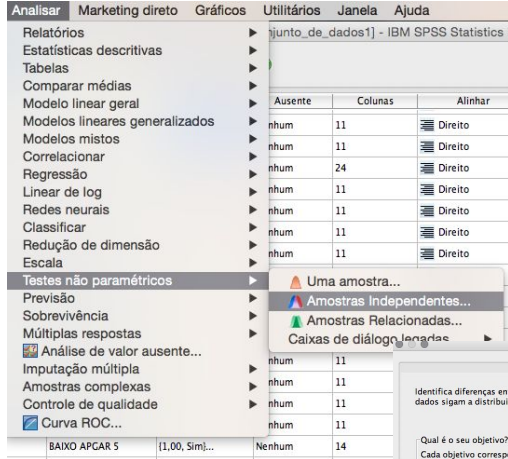 Analisar Marketing direto Gráficos Utilitários Janela Ajuda
njunto_de_dados1] - IBM SPSS Statistics
Relatórios
Estatísticas descritivas
Tabelas
Comparar médias
Modelo linear geral
Modelos lineares generalizados
Modelos mistos
Correlacionar
Regressão
Linear de log
Redes neurais
Classificar
Redução de dimensão
Escala
Testes não paramétricos
Previsão
Sobrevivência
Múltiplas respostas
Análise de valor ausente...
Imputação múltipla
Amostras complexas
Controle de qualidade
Curva ROC...
Ausente Colunas Alinhar
nhum 11 Direito
nhum 11 Direito
nhum 24 Direito
nhum 11 Direito
nhum 11 Direito
nhum 11 Direito
nhum 11 Direito
Uma amostra...
Amostras Independentes...
Amostras Relacionadas...
Caixas de diálogo legadas
nhum 11
nhum 11
nhum 11
nhum 11
BAIXO APGAR 5 {1,00, Sim}... Nenhum 14
Identifica diferenças en
dados sigam a distribui
Qual é o seu objetivo?
Cada objetivo corresp